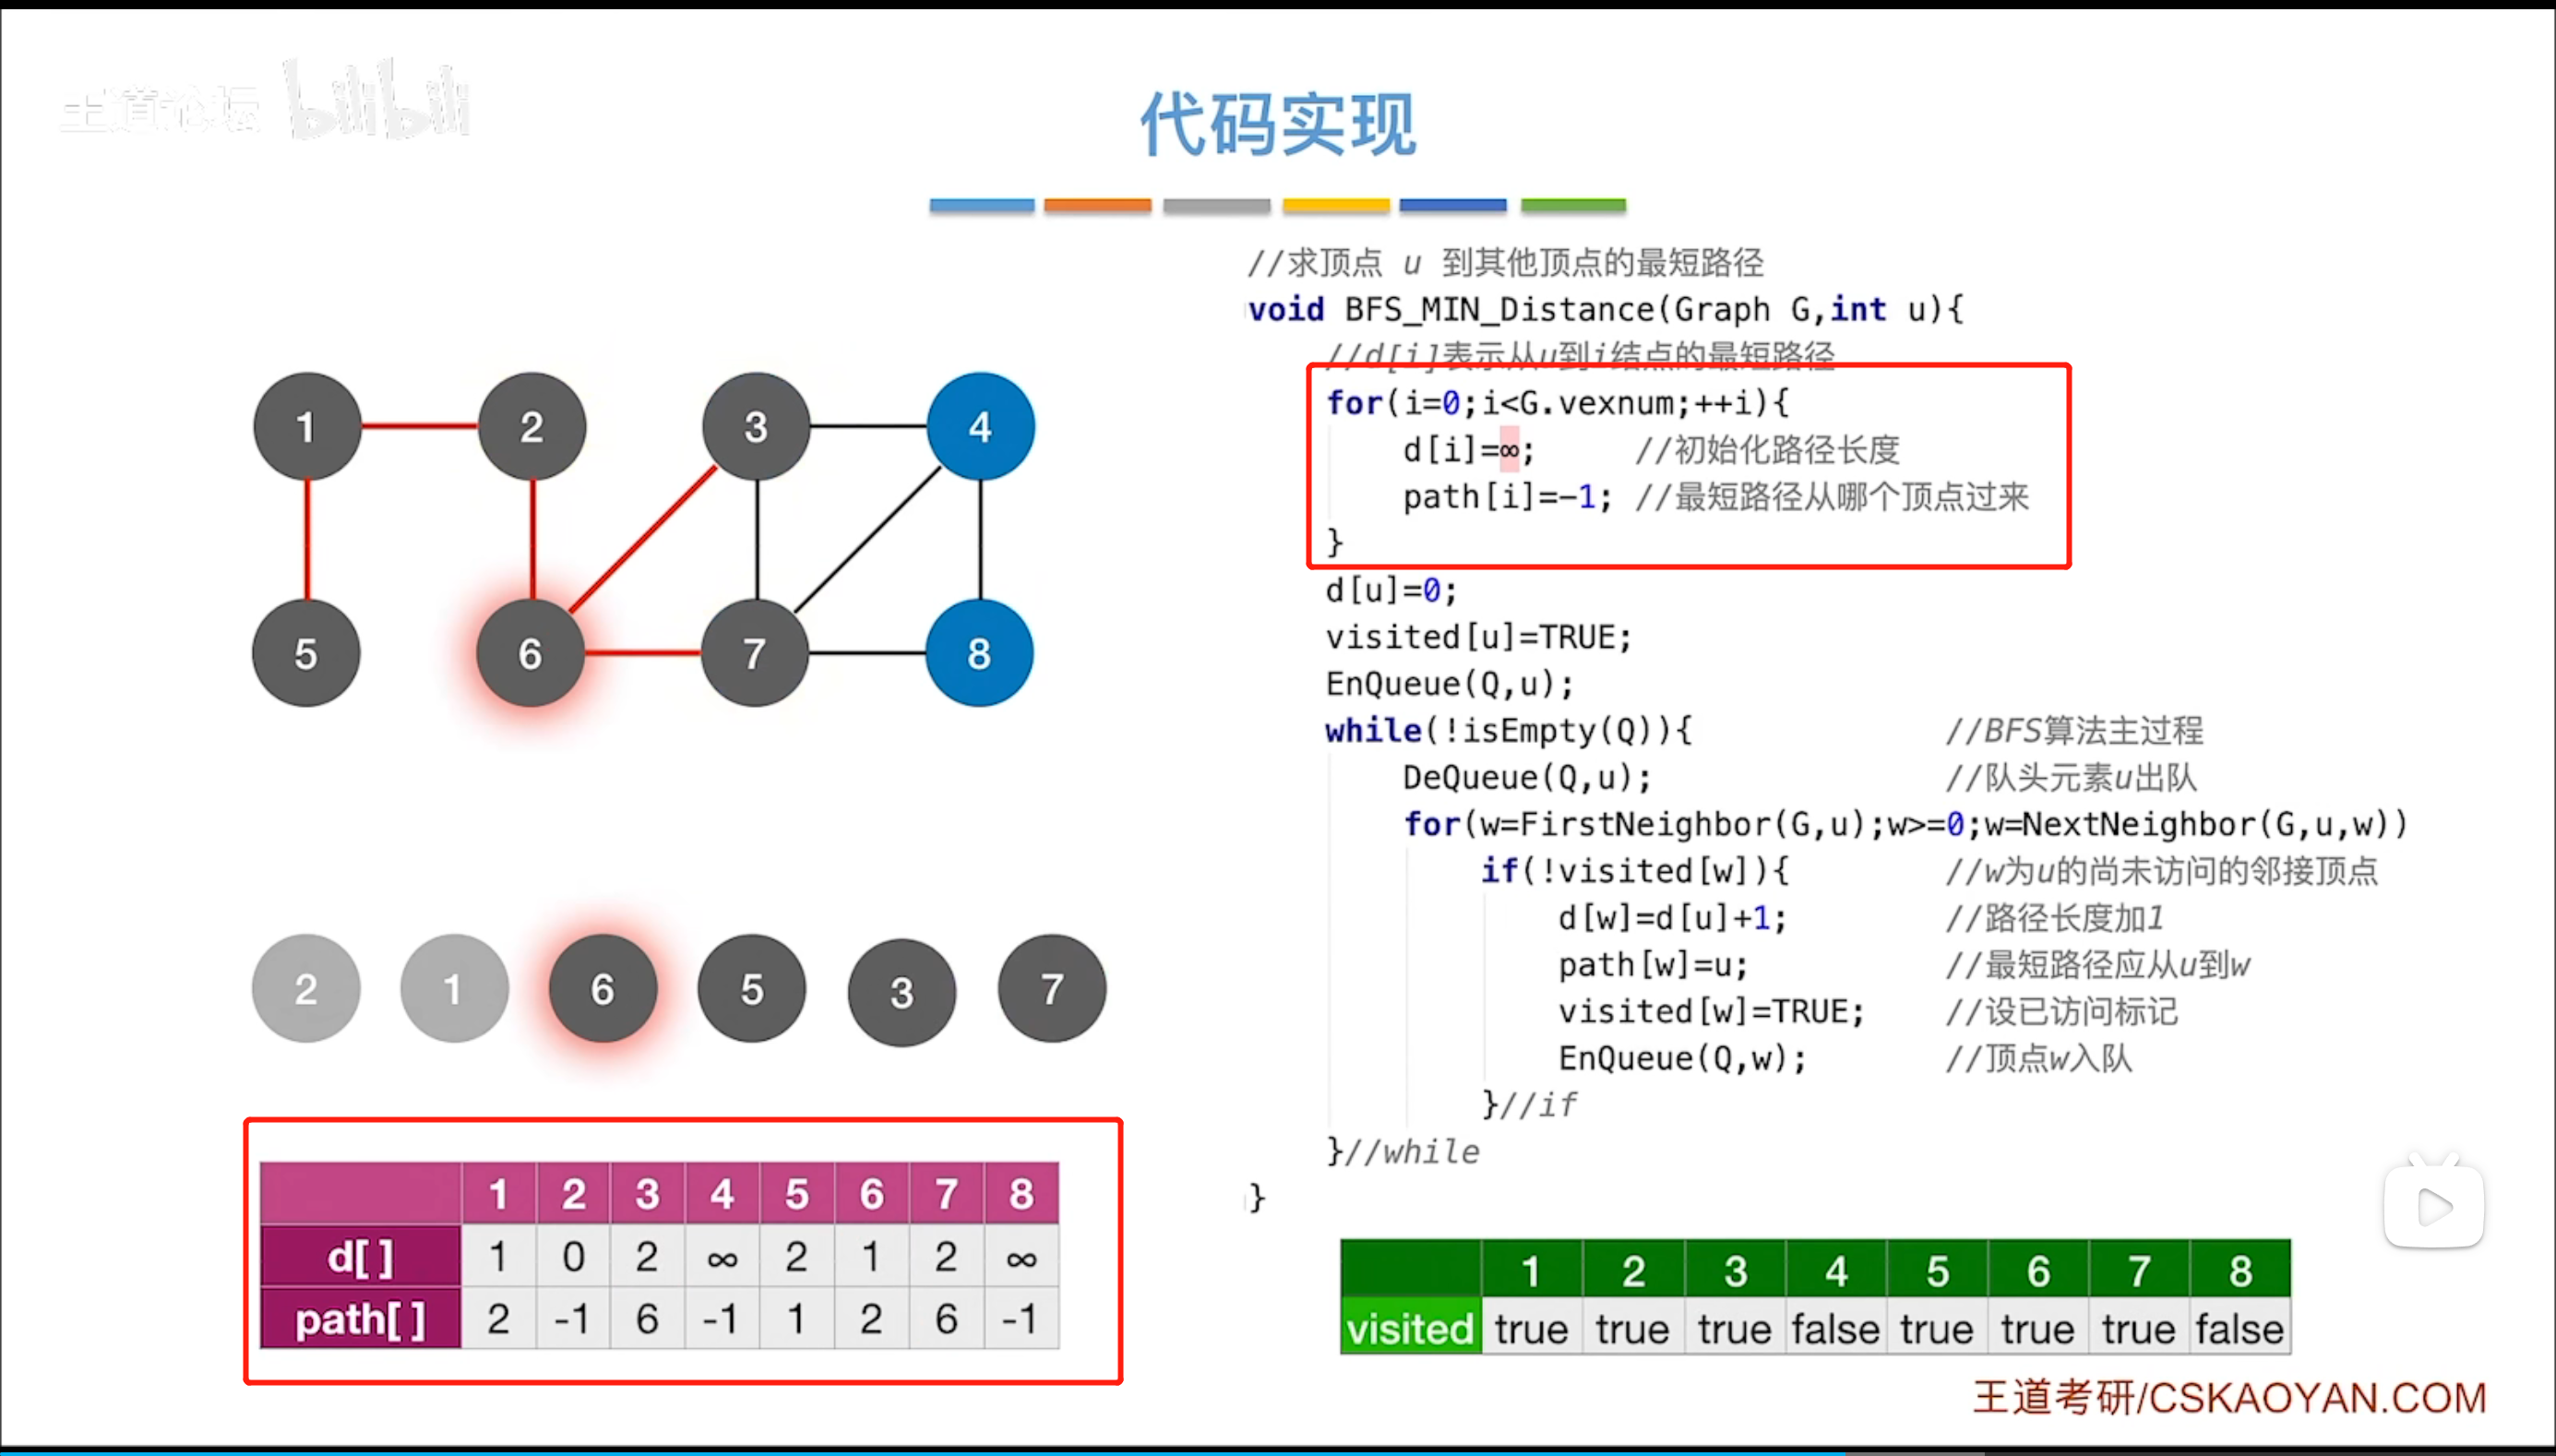 王道论坛 bilibili
代码实现
//求顶点 u 到其他顶点的最短路径
void BFS_MIN_Distance(Graph G,int u){
//d[i]表示从u到i结点的最短路径
for(i=0;i<G.vexnum;++i){
d[i]=∞; //初始化路径长度
path[i]=-1; //最短路径从哪个顶点过来
}
d[u]=0;
visited[u]=TRUE;
EnQueue(Q,u);
while(!isEmpty(Q)){ //BFS算法主过程
DeQueue(Q,u); //队头元素u出队
for(w=FirstNeighbor(G,u);w>=0;w=NextNeighbor(G,u,w))
if(!visited[w]){ //w为u的尚未访问的邻接顶点
d[w]=d[u]+1; //路径长度加1
path[w]=u; //最短路径应从u到w
visited[w]=TRUE; //设已访问标记
EnQueue(Q,w); //顶点w入队
}//if
}//while
}
1 2 3 4
5 6 7 8
2 1 6 5 3 7
1 2 3 4 5 6 7 8
d[ ] 1 0 2 ∞ 2 1 2 ∞
path[ ] 2 -1 6 -1 1 2 6 -1
1 2 3 4 5 6 7 8
visited true true true false true true true false
王道考研/CSKAOYAN.COM